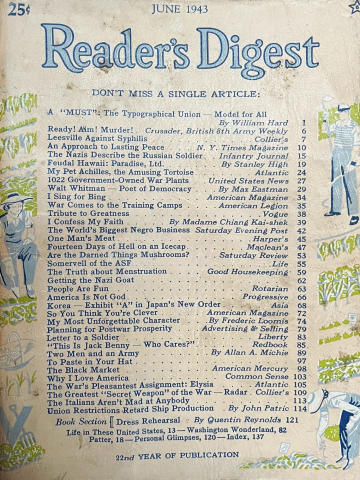 25¢
JUNE 1943
Reader's Digest
DON'T MISS A SINGLE ARTICLE:
A "MUST": The Typographical Union — Model for All
By William Hard 1
Ready! Aim! Murder! . Crusader, British 8th Army Weekly 6
Leesville Against Syphilis . . . . . Collier's 7
An Approach to Lasting Peace . . N. Y. Times Magazine 10
The Nazis Describe the Russian Soldier . Infantry Journal 15
Feudal Hawaii: Paradise, Ltd. . . . By Stanley High 19
My Pet Achilles, the Amusing Tortoise . . . Atlantic 24
1022 Government-Owned War Plants . United States News 27
Walt Whitman — Poet of Democracy . By Max Eastman 29
I Sing for Bing . . . . . American Magazine 34
War Comes to the Training Camps . . American Legion 35
Tribute to Greatness . . . . . . Vogue 38
I Confess My Faith . . By Madame Chiang Kai-shek 39
The World's Biggest Negro Business . Saturday Evening Post 42
One Man's Meat . . . . . . Harper's 45
Fourteen Days of Hell on an Icecap . . . Maclean's 47
Are the Darned Things Mushrooms? . Saturday Review 53
Somervell of the ASF . . . . . . Life 55
The Truth about Menstruation . . Good Housekeeping 59
Getting the Nazi Goat . . . . . . 62
People Are Fun . . . . . . Rotarian 63
America Is Not God . . . . . Progressive 66
Korea — Exhibit "A" in Japan's New Order . . Asia 68
So You Think You're Clever . . . American Magazine 72
My Most Unforgettable Character . By Frederic Loomis 74
Planning for Postwar Prosperity . Advertising & Selling 79
Letter to a Soldier . . . . . . Liberty 83
"This Is Jack Benny — Who Cares?" . . . Redbook 85
Two Men and an Army . . . By Allan A. Michie 89
To Paste in Your Hat . . . . . . 97
The Black Market . . . . American Mercury 98
Why I Love America . . . . Common Sense 103
The War's Pleasantest Assignment: Elysia . Atlantic 105
The Greatest "Secret Weapon" of the War — Radar . Collier's 109
The Italians Aren't Mad at Anybody . . . . 112
Union Restrictions Retard Ship Production . By John Patric 114
Book Section { Dress Rehearsal . By Quentin Reynolds 121
Life in These United States, 13 — Washington Wonderland, 82
Patter, 18 — Personal Glimpses, 120 — Index, 137
22nd YEAR OF PUBLICATION